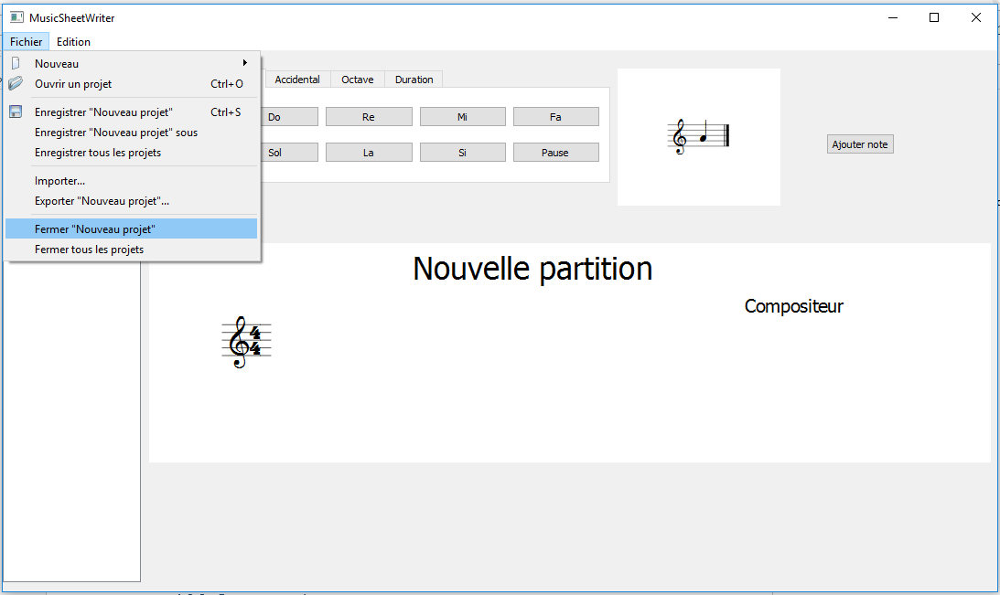 MusicSheetWriter
Fichier Edition
Nouveau
Ouvrir un projet Ctrl+O
Enregistrer "Nouveau projet" Ctrl+S
Enregistrer "Nouveau projet" sous
Enregistrer tous les projets
Importer...
Exporter "Nouveau projet"...
Fermer "Nouveau projet"
Fermer tous les projets
Accidental Octave Duration
Do Re Mi Fa
Sol La Si Pause
Ajouter note
Nouvelle partition
Compositeur
4
4